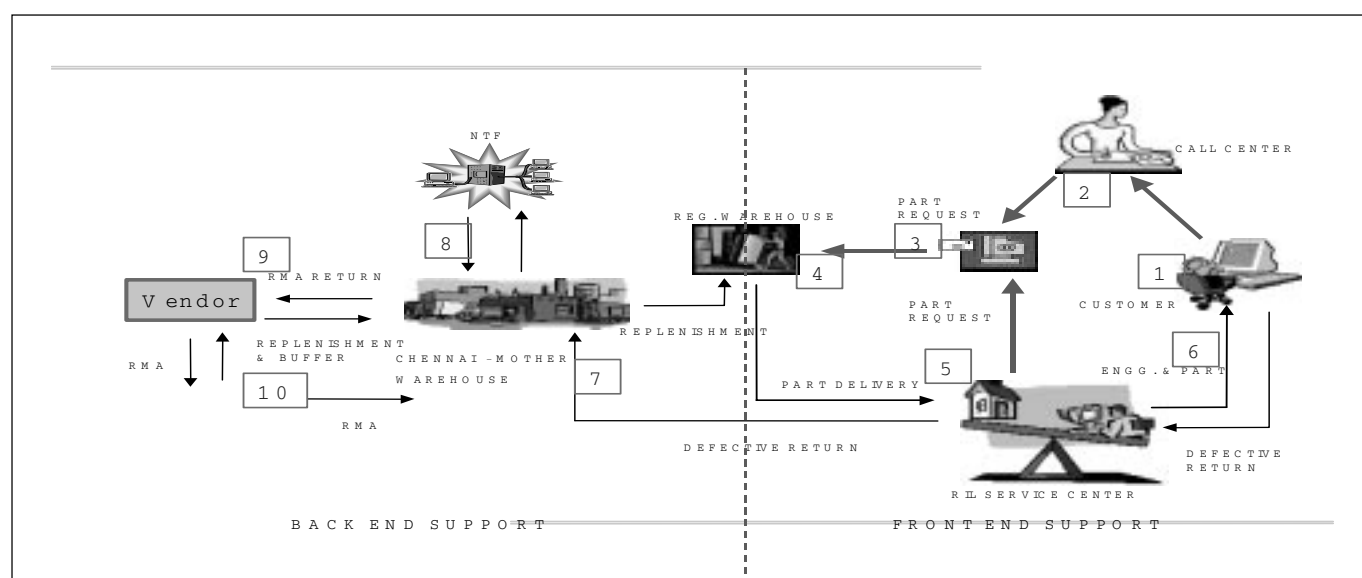 NTF
CALL CENTER
2
PART
REQUEST
REG. WAREHOUSE
3
8
9
4
1
RMA RETURN
Vendor
CUSTOMER
PART
REQUEST
REPLENISHMENT
REPLENISHMENT
& BUFFER
6
RMA
CHENNAI-MOTHER
WAREHOUSE
7
5
ENGG. & PART
10
PART DELIVERY
RMA
DEFECTIVE RETURN
DEFECTIVE
RETURN
RIL SERVICE CENTER
BACK END SUPPORT
FRONT END SUPPORT